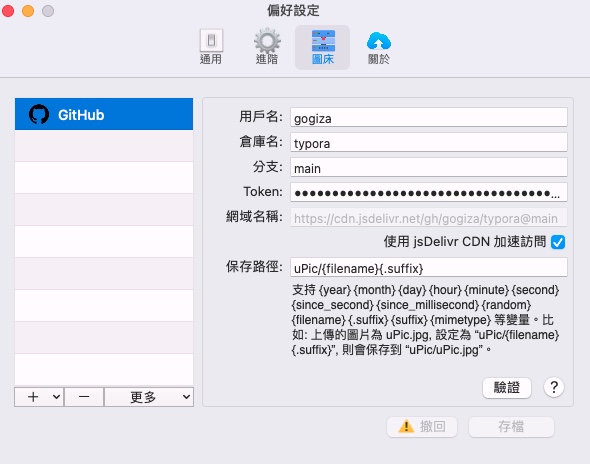 偏好設定
通用
進階
圖床
關於
GitHub
用戶名: gogiza
倉庫名: typora
分支: main
Token: ●●●●●●●●●●●●●●●●●●●●●●●●●●●●●●●●●●...
網域名稱: https://cdn.jsdelivr.net/gh/gogiza/typora@main
使用 jsDelivr CDN 加速訪問
保存路徑: uPic/{filename}{.suffix}
支持 {year} {month} {day} {hour} {minute} {second}
{since_second} {since_millisecond} {random}
{filename} {.suffix} {suffix} {mimetype} 等變量。比
如: 上傳的圖片為 uPic.jpg, 設定為 “uPic/{filename}
{.suffix}”, 則會保存到 “uPic/uPic.jpg”。
驗證
?
+
−
更多
撤回
存檔